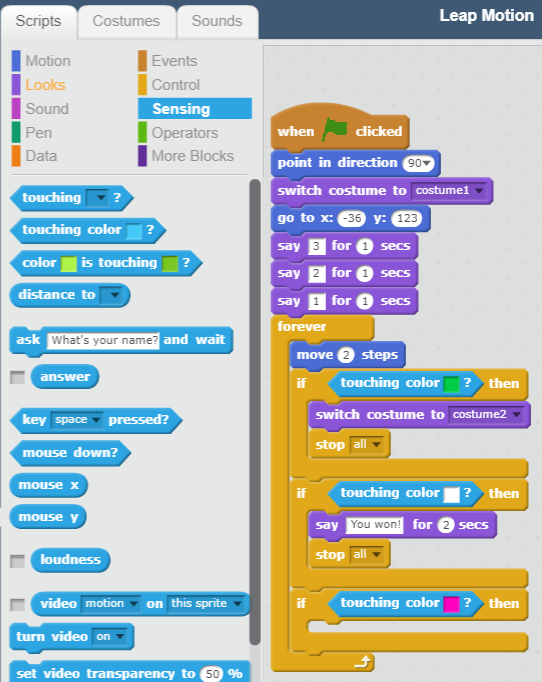 Scripts Costumes Sounds
Leap Motion
Motion Events
Looks Control
Sound Sensing
Pen Operators
Data More Blocks
touching ?
touching color ?
color is touching ?
distance to
ask What's your name? and wait
answer
key space pressed?
mouse down?
mouse x
mouse y
loudness
video motion on this sprite
turn video on
set video transparency to 50 %
when clicked
point in direction 90
switch costume to costume1
go to x: -36 y: 123
say 3 for 1 secs
say 2 for 1 secs
say 1 for 1 secs
forever
move 2 steps
if touching color ? then
switch costume to costume2
stop all
if touching color ? then
say You won! for 2 secs
stop all
if touching color ? then